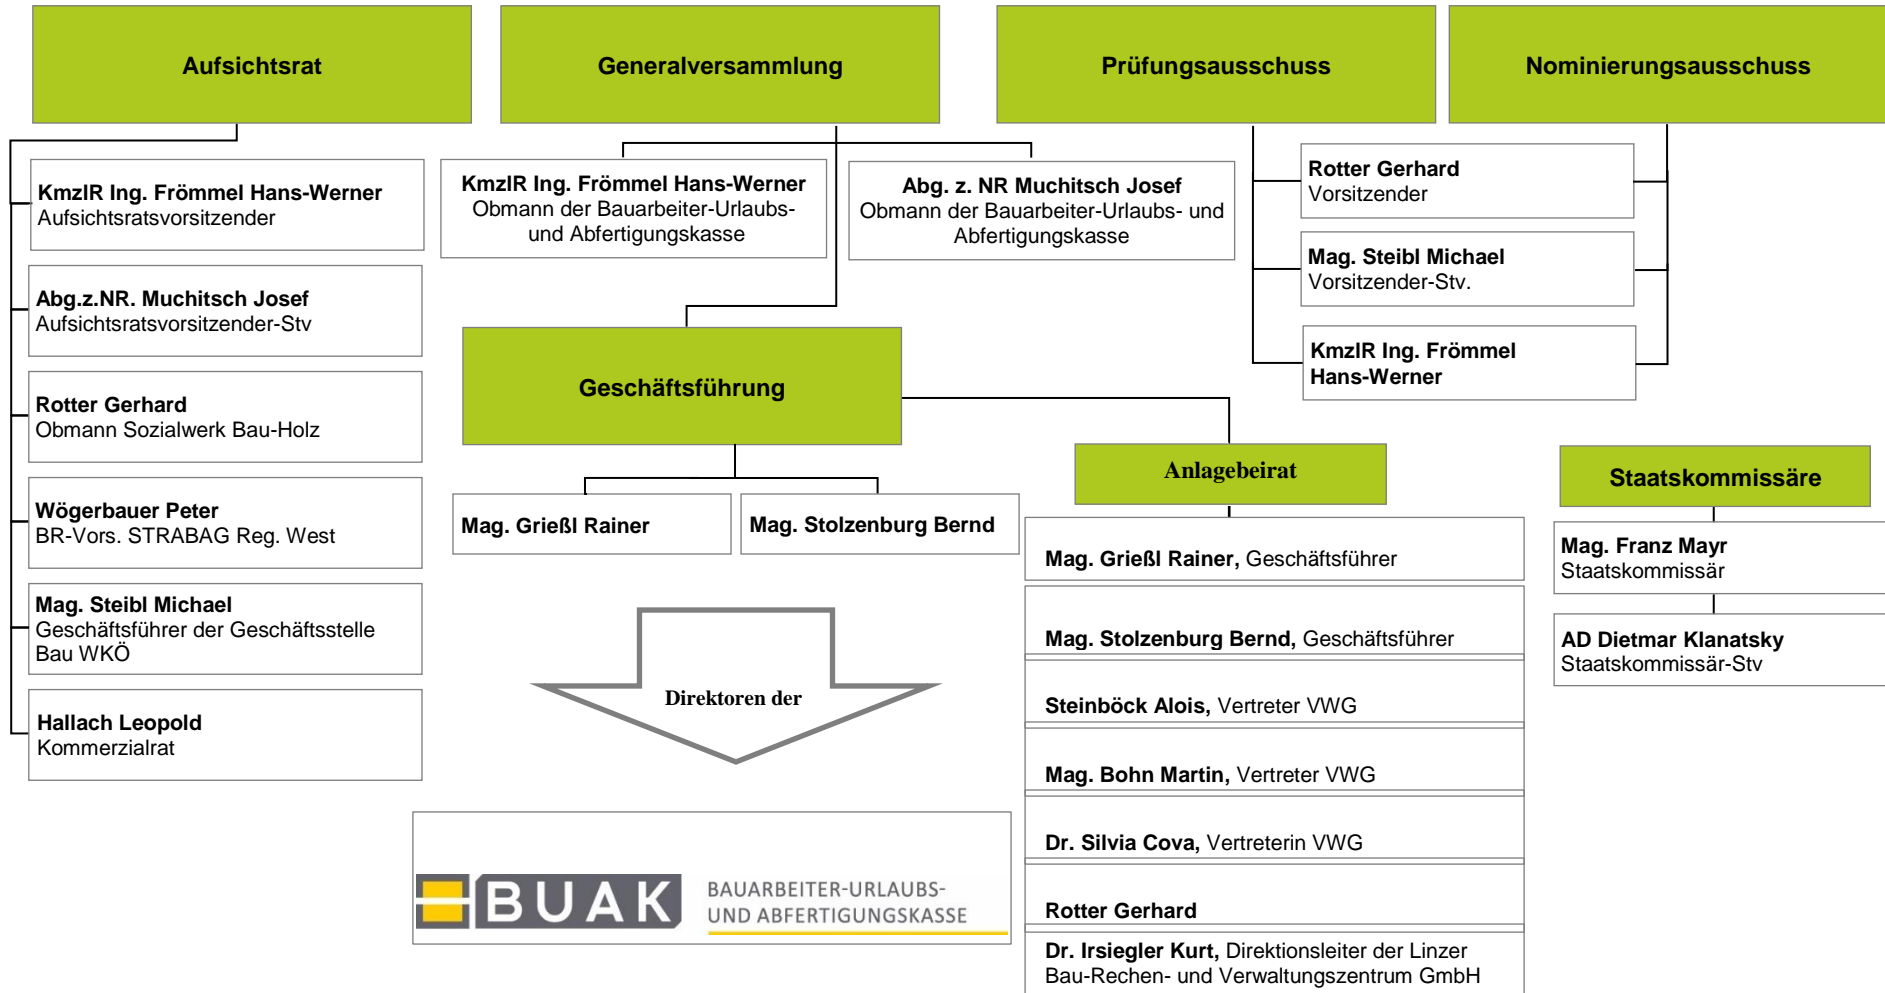 Aufsichtsrat
Generalversammlung
Prüfungsausschuss
Nominierungsausschuss
KmzlR Ing. Frömmel Hans-Werner
Aufsichtsratsvorsitzender
Abg.z.NR. Muchitsch Josef
Aufsichtsratsvorsitzender-Stv
Rotter Gerhard
Obmann Sozialwerk Bau-Holz
Wögerbauer Peter
BR-Vors. STRABAG Reg. West
Mag. Steibl Michael
Geschäftsführer der Geschäftsstelle
Bau WKÖ
Hallach Leopold
Kommerzialrat
KmzlR Ing. Frömmel Hans-Werner
Obmann der Bauarbeiter-Urlaubs-
und Abfertigungskasse
Abg. z. NR Muchitsch Josef
Obmann der Bauarbeiter-Urlaubs- und
Abfertigungskasse
Rotter Gerhard
Vorsitzender
Mag. Steibl Michael
Vorsitzender-Stv.
KmzlR Ing. Frömmel
Hans-Werner
Geschäftsführung
Mag. Grießl Rainer
Mag. Stolzenburg Bernd
Direktoren der
BUAK
BAUARBEITER-URLAUBS-
UND ABFERTIGUNGSKASSE
Anlagebeirat
Mag. Grießl Rainer, Geschäftsführer
Mag. Stolzenburg Bernd, Geschäftsführer
Steinböck Alois, Vertreter VWG
Mag. Bohn Martin, Vertreter VWG
Dr. Silvia Cova, Vertreterin VWG
Rotter Gerhard
Dr. Irsiegler Kurt, Direktionsleiter der Linzer
Bau-Rechen- und Verwaltungszentrum GmbH
Staatskommissäre
Mag. Franz Mayr
Staatskommissär
AD Dietmar Klanatsky
Staatskommissär-Stv